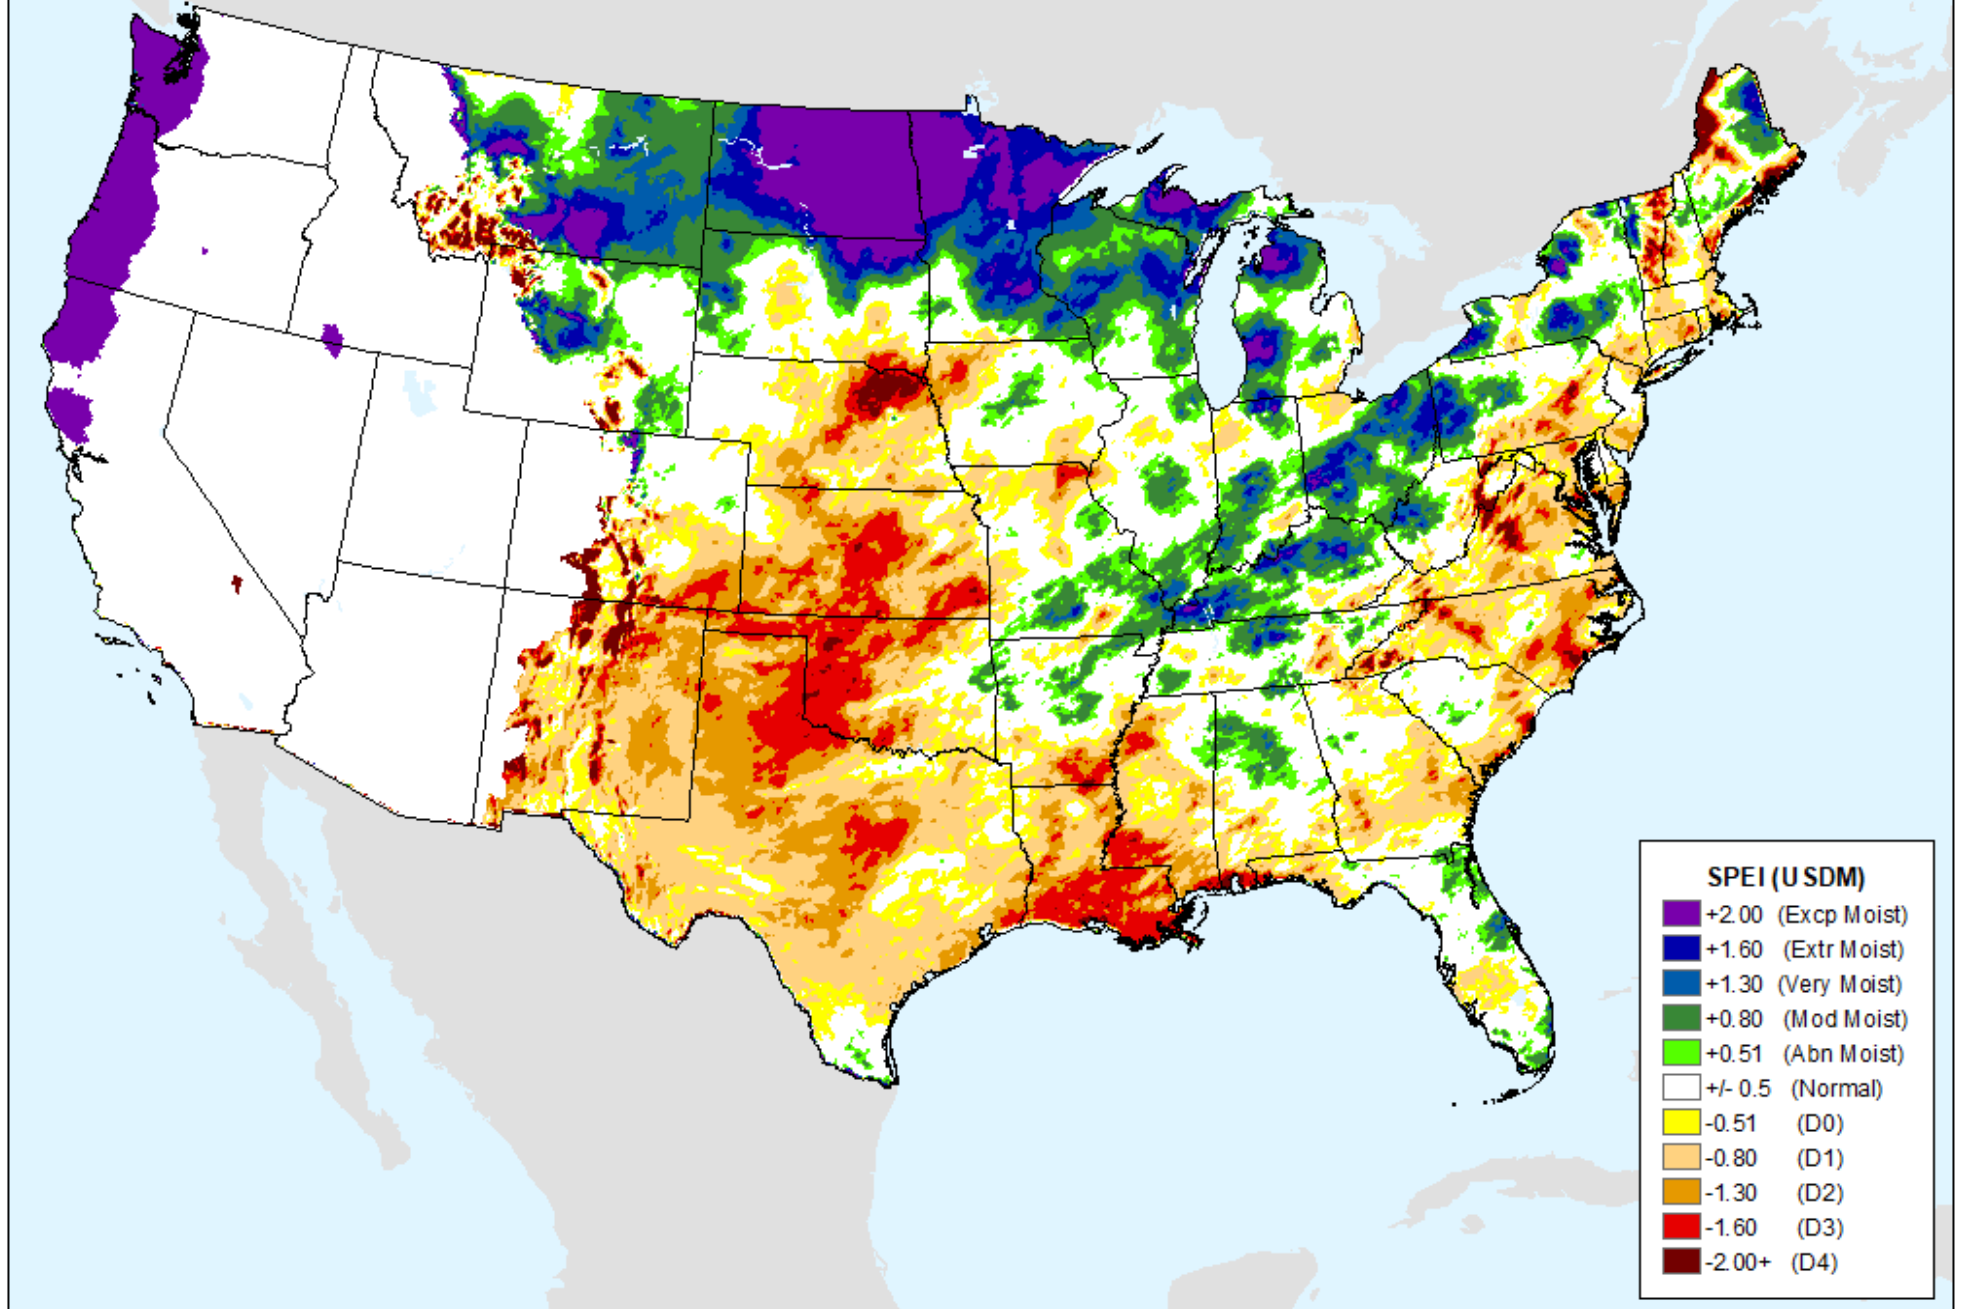 SPEI (USDM)
+2.00 (Excp Moist)
+1.60 (Extr Moist)
+1.30 (Very Moist)
+0.80 (Mod Moist)
+0.51 (Abn Moist)
+/- 0.5 (Normal)
-0.51 (D0)
-0.80 (D1)
-1.30 (D2)
-1.60 (D3)
-2.00+ (D4)